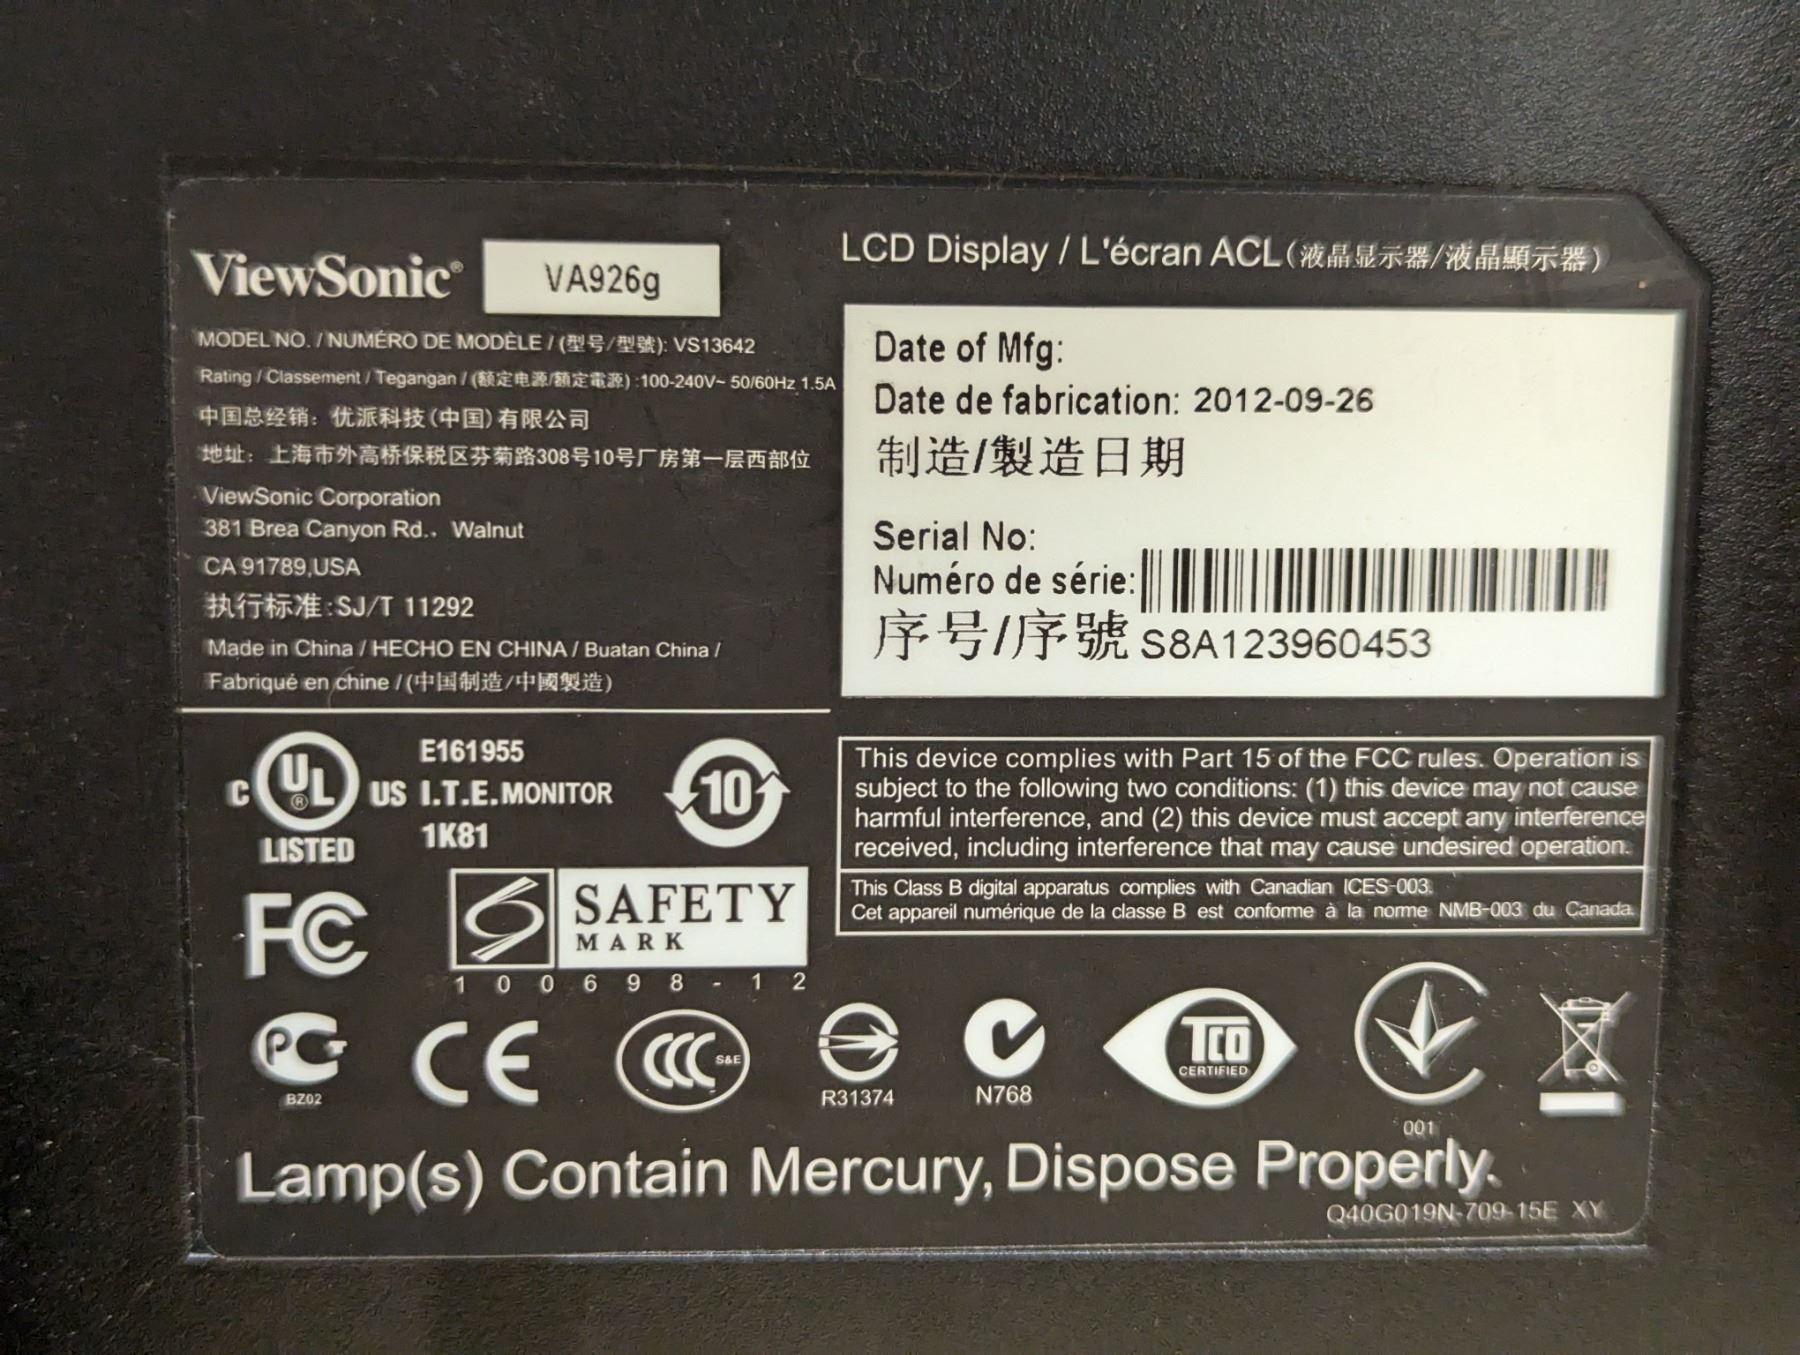 ViewSonic® VA926g
MODEL NO. / NUMÉRO DE MODÈLE / (型号/型號): VS13642
Rating / Classement / Tegangan / (额定电源/額定電源) :100-240V~ 50/60Hz 1.5A
中国总经销：优派科技(中国)有限公司
地址：上海市外高桥保税区芬菊路308号10号厂房第一层西部位
ViewSonic Corporation
381 Brea Canyon Rd., Walnut
CA 91789,USA
执行标准:SJ/T 11292
Made in China / HECHO EN CHINA / Buatan China /
Fabriqué en chine / (中国制造/中國製造)
LCD Display / L'écran ACL(液晶显示器/液晶顯示器)
Date of Mfg:
Date de fabrication: 2012-09-26
制造/製造日期
Serial No:
Numéro de série:
序号/序號 S8A123960453
C UL® US
LISTED
E161955
I.T.E.MONITOR
1K81
10
FC
S SAFETY
MARK
100698-12
This device complies with Part 15 of the FCC rules. Operation is
subject to the following two conditions: (1) this device may not cause
harmful interference, and (2) this device must accept any interference
received, including interference that may cause undesired operation.
This Class B digital apparatus complies with Canadian ICES-003.
Cet appareil numérique de la classe B est conforme à la norme NMB-003 du Canada.
PG
BZ02
CE
CCC S&E
R31374
N768
TCO
CERTIFIED
001
Lamp(s) Contain Mercury, Dispose Properly.
Q40G019N-709-15E XY